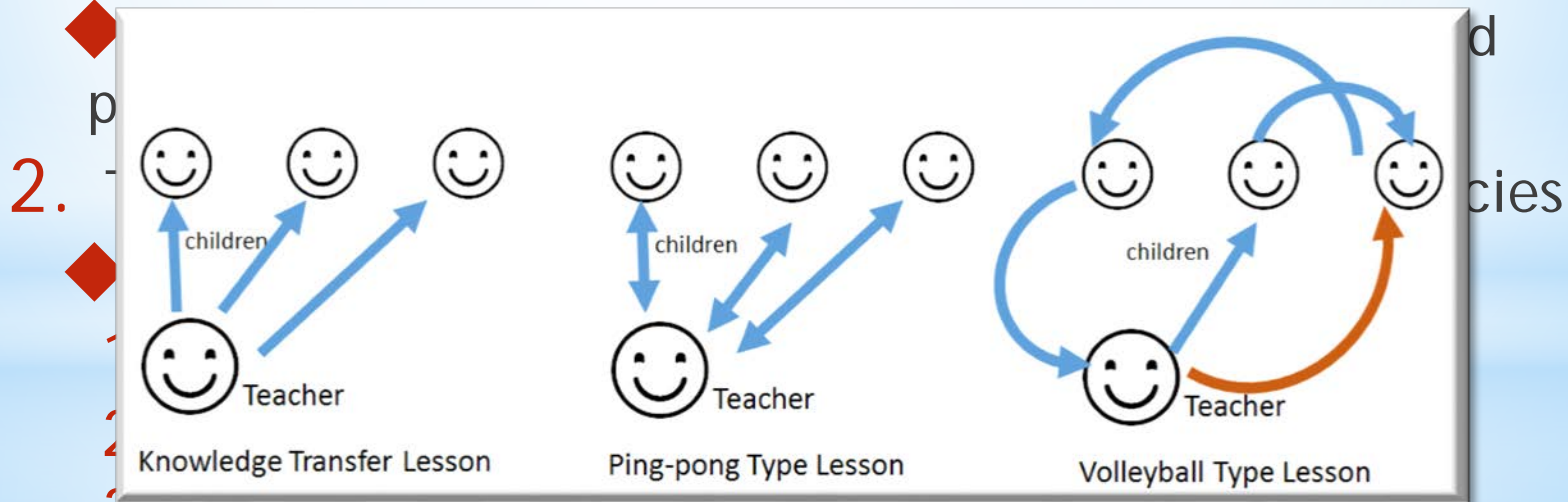 d
p
2.
cies
children
children
children
Teacher
Teacher
Teacher
Knowledge Transfer Lesson
Ping-pong Type Lesson
Volleyball Type Lesson